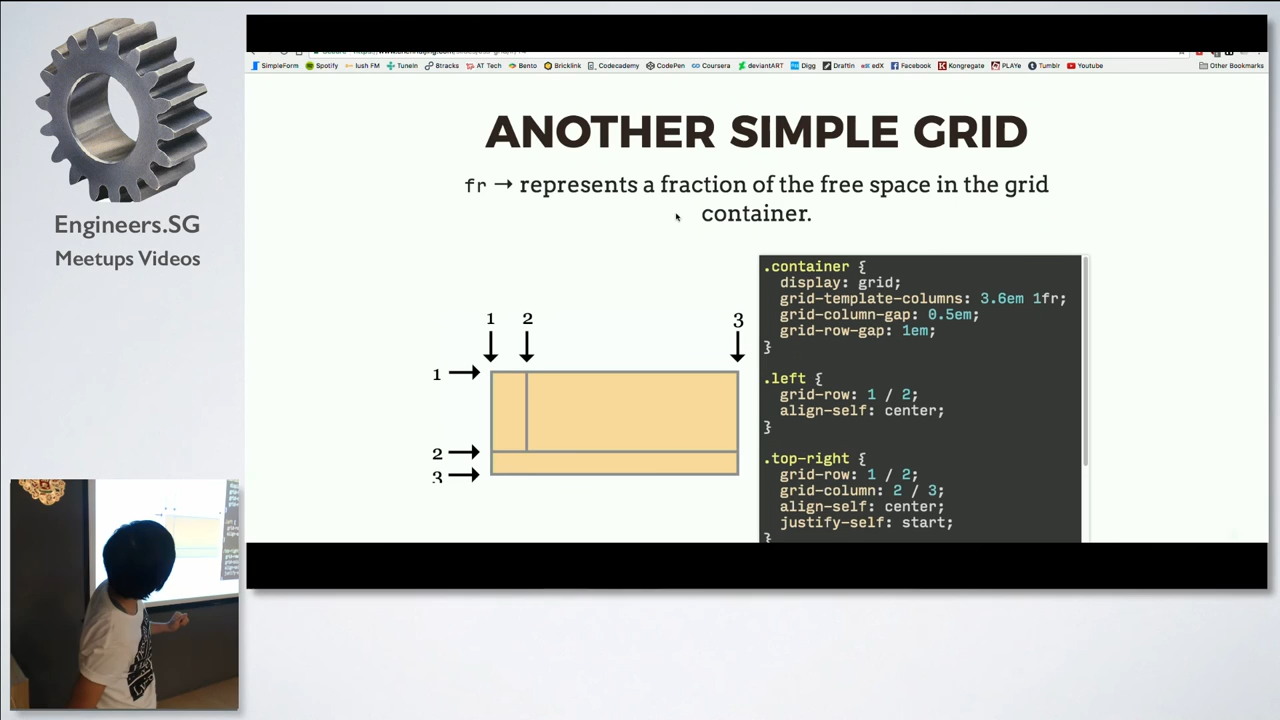 Engineers.SG
Meetups Videos
SimpleForm Spotify lush FM TuneIn 8tracks AT Tech Bento Bricklink Codecademy CodePen Coursera deviantART Digg Draftin edX Facebook Kongregate PLAYe Tumblr Youtube Other Bookmarks
ANOTHER SIMPLE GRID
fr → represents a fraction of the free space in the grid
container.
1 2 3
1
2
3
.container {
display: grid;
grid-template-columns: 3.6em 1fr;
grid-column-gap: 0.5em;
grid-row-gap: 1em;
}
.left {
grid-row: 1 / 2;
align-self: center;
}
.top-right {
grid-row: 1 / 2;
grid-column: 2 / 3;
align-self: center;
justify-self: start;
}